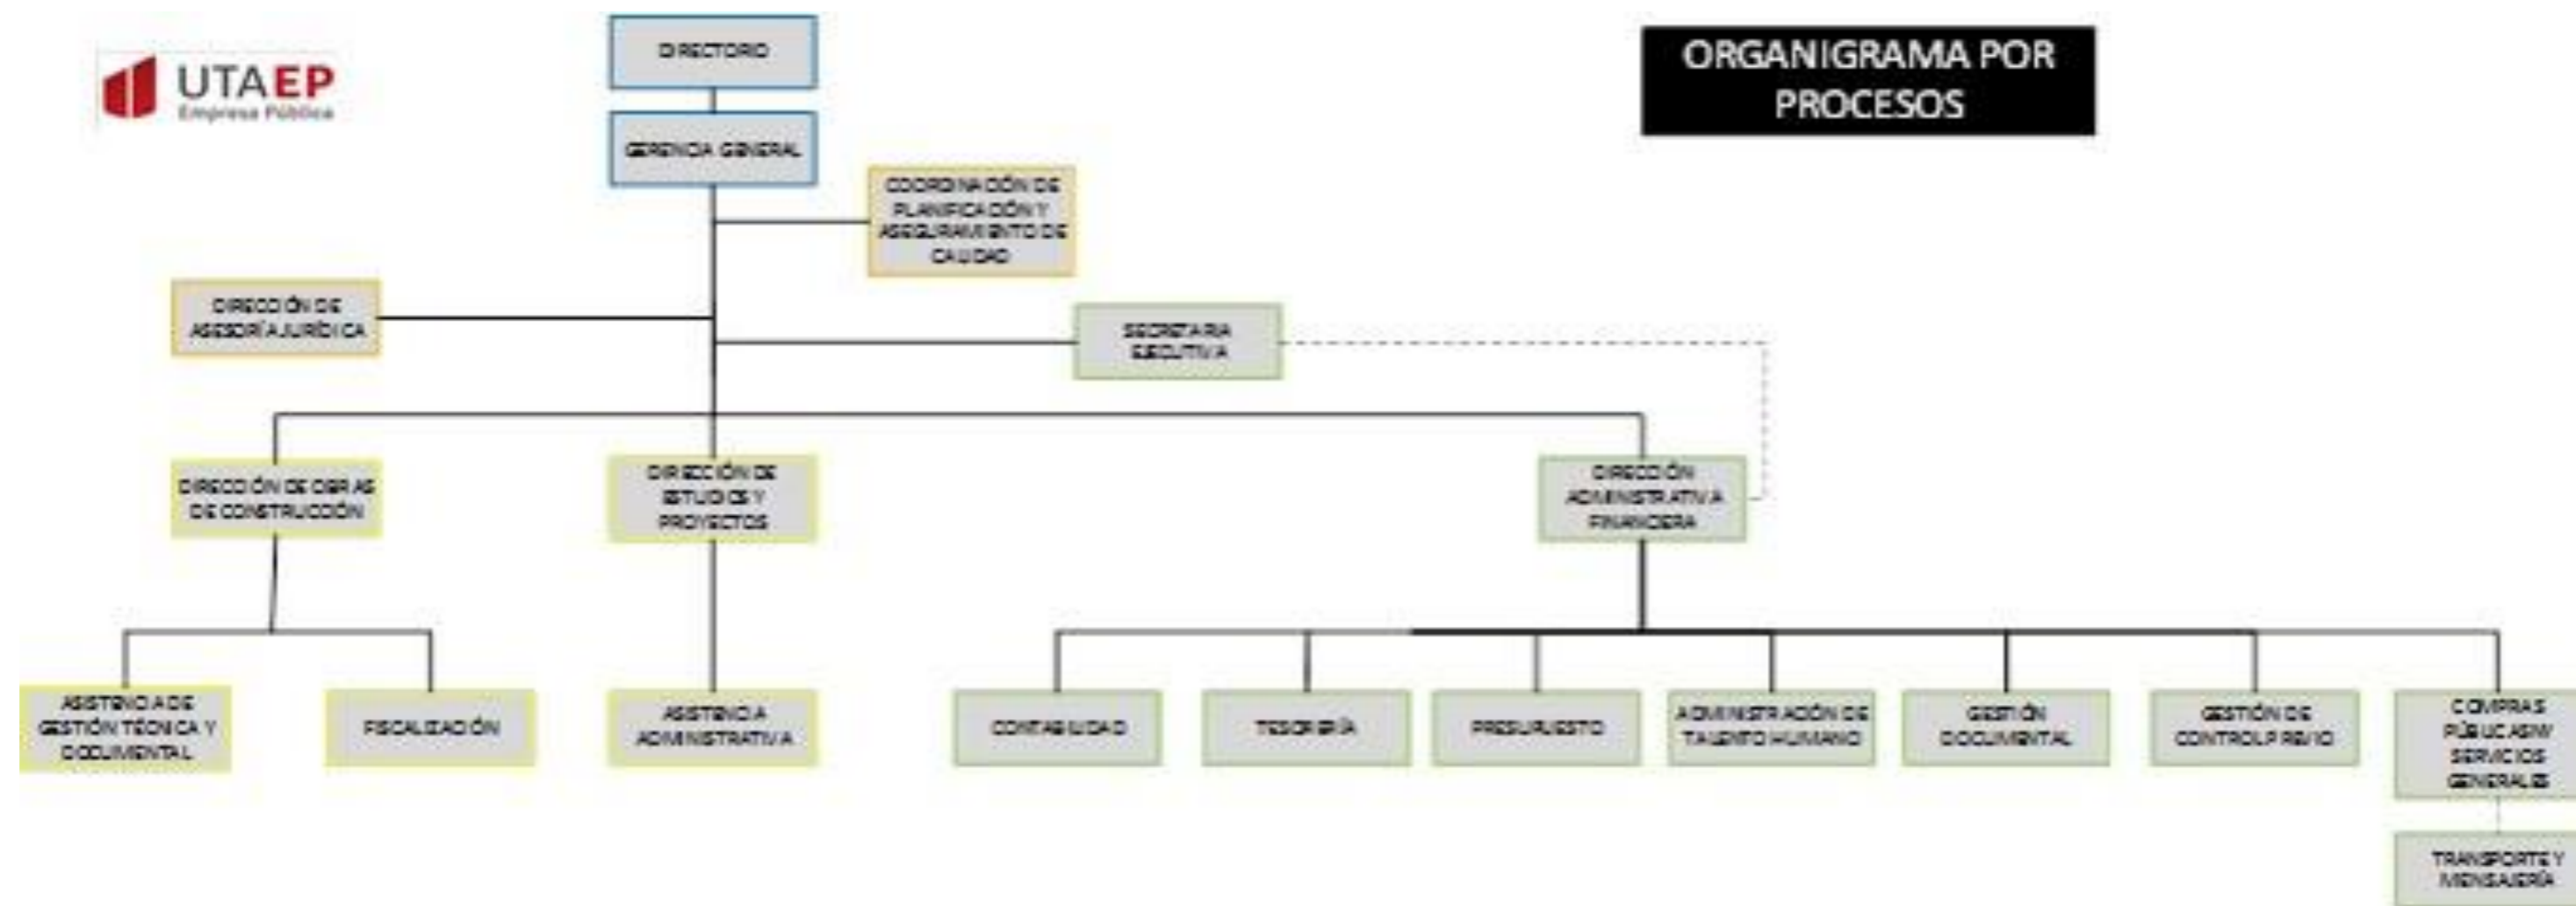 UTAEP
Empresa Pública
ORGANIGRAMA POR
PROCESOS
DIRECTORIO
GERENCIA GENERAL
COORDINACIÓN DE
PLANIFICACIÓN Y
ASEGURAMIENTO DE
CALIDAD
DIRECCIÓN DE
ASESORÍA JURÍDICA
SECRETARIA
EJECUTIVA
DIRECCIÓN DE OBRAS
DE CONSTRUCCIÓN
DIRECCIÓN DE
ESTUDIOS Y
PROYECTOS
DIRECCIÓN
ADMINISTRATIVA
FINANCIERA
ASISTENCIA DE
GESTIÓN TÉCNICA Y
DOCUMENTAL
FISCALIZACIÓN
ASISTENCIA
ADMINISTRATIVA
CONTABILIDAD
TESORERÍA
PRESUPUESTO
ADMINISTRACIÓN DE
TALENTO HUMANO
GESTIÓN
DOCUMENTAL
GESTIÓN DE
CONTROL PREVIO
COMPRAS
PÚBLICAS Y
SERVICIOS
GENERALES
TRANSPORTE Y
MENSAJERÍA